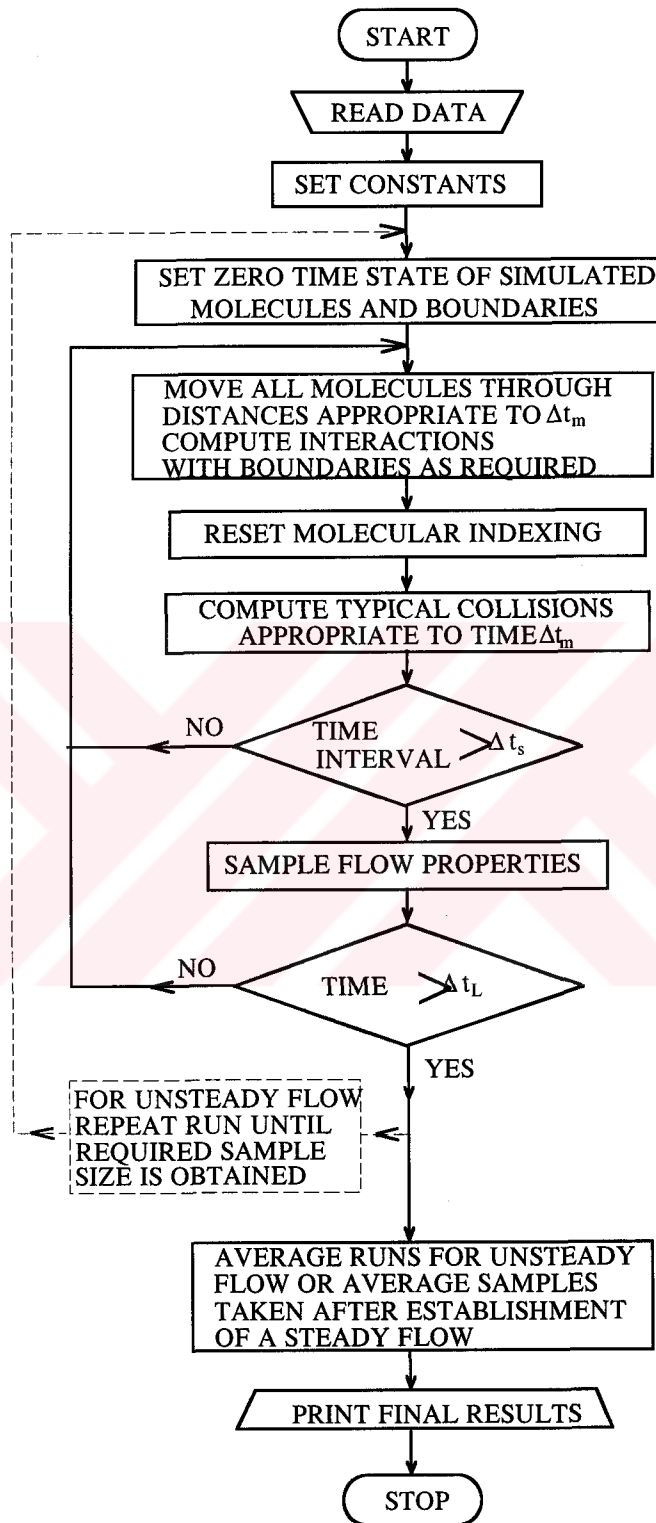 START
READ DATA
SET CONSTANTS
SET ZERO TIME STATE OF SIMULATED
MOLECULES AND BOUNDARIES
MOVE ALL MOLECULES THROUGH
DISTANCES APPROPRIATE TO Δtm
COMPUTE INTERACTIONS
WITH BOUNDARIES AS REQUIRED
RESET MOLECULAR INDEXING
COMPUTE TYPICAL COLLISIONS
APPROPRIATE TO TIME Δtm
NO
TIME
INTERVAL > Δ ts
YES
SAMPLE FLOW PROPERTIES
NO
TIME > Δ tL
YES
FOR UNSTEADY FLOW
REPEAT RUN UNTIL
REQUIRED SAMPLE
SIZE IS OBTAINED
AVERAGE RUNS FOR UNSTEADY
FLOW OR AVERAGE SAMPLES
TAKEN AFTER ESTABLISHMENT
OF A STEADY FLOW
PRINT FINAL RESULTS
STOP